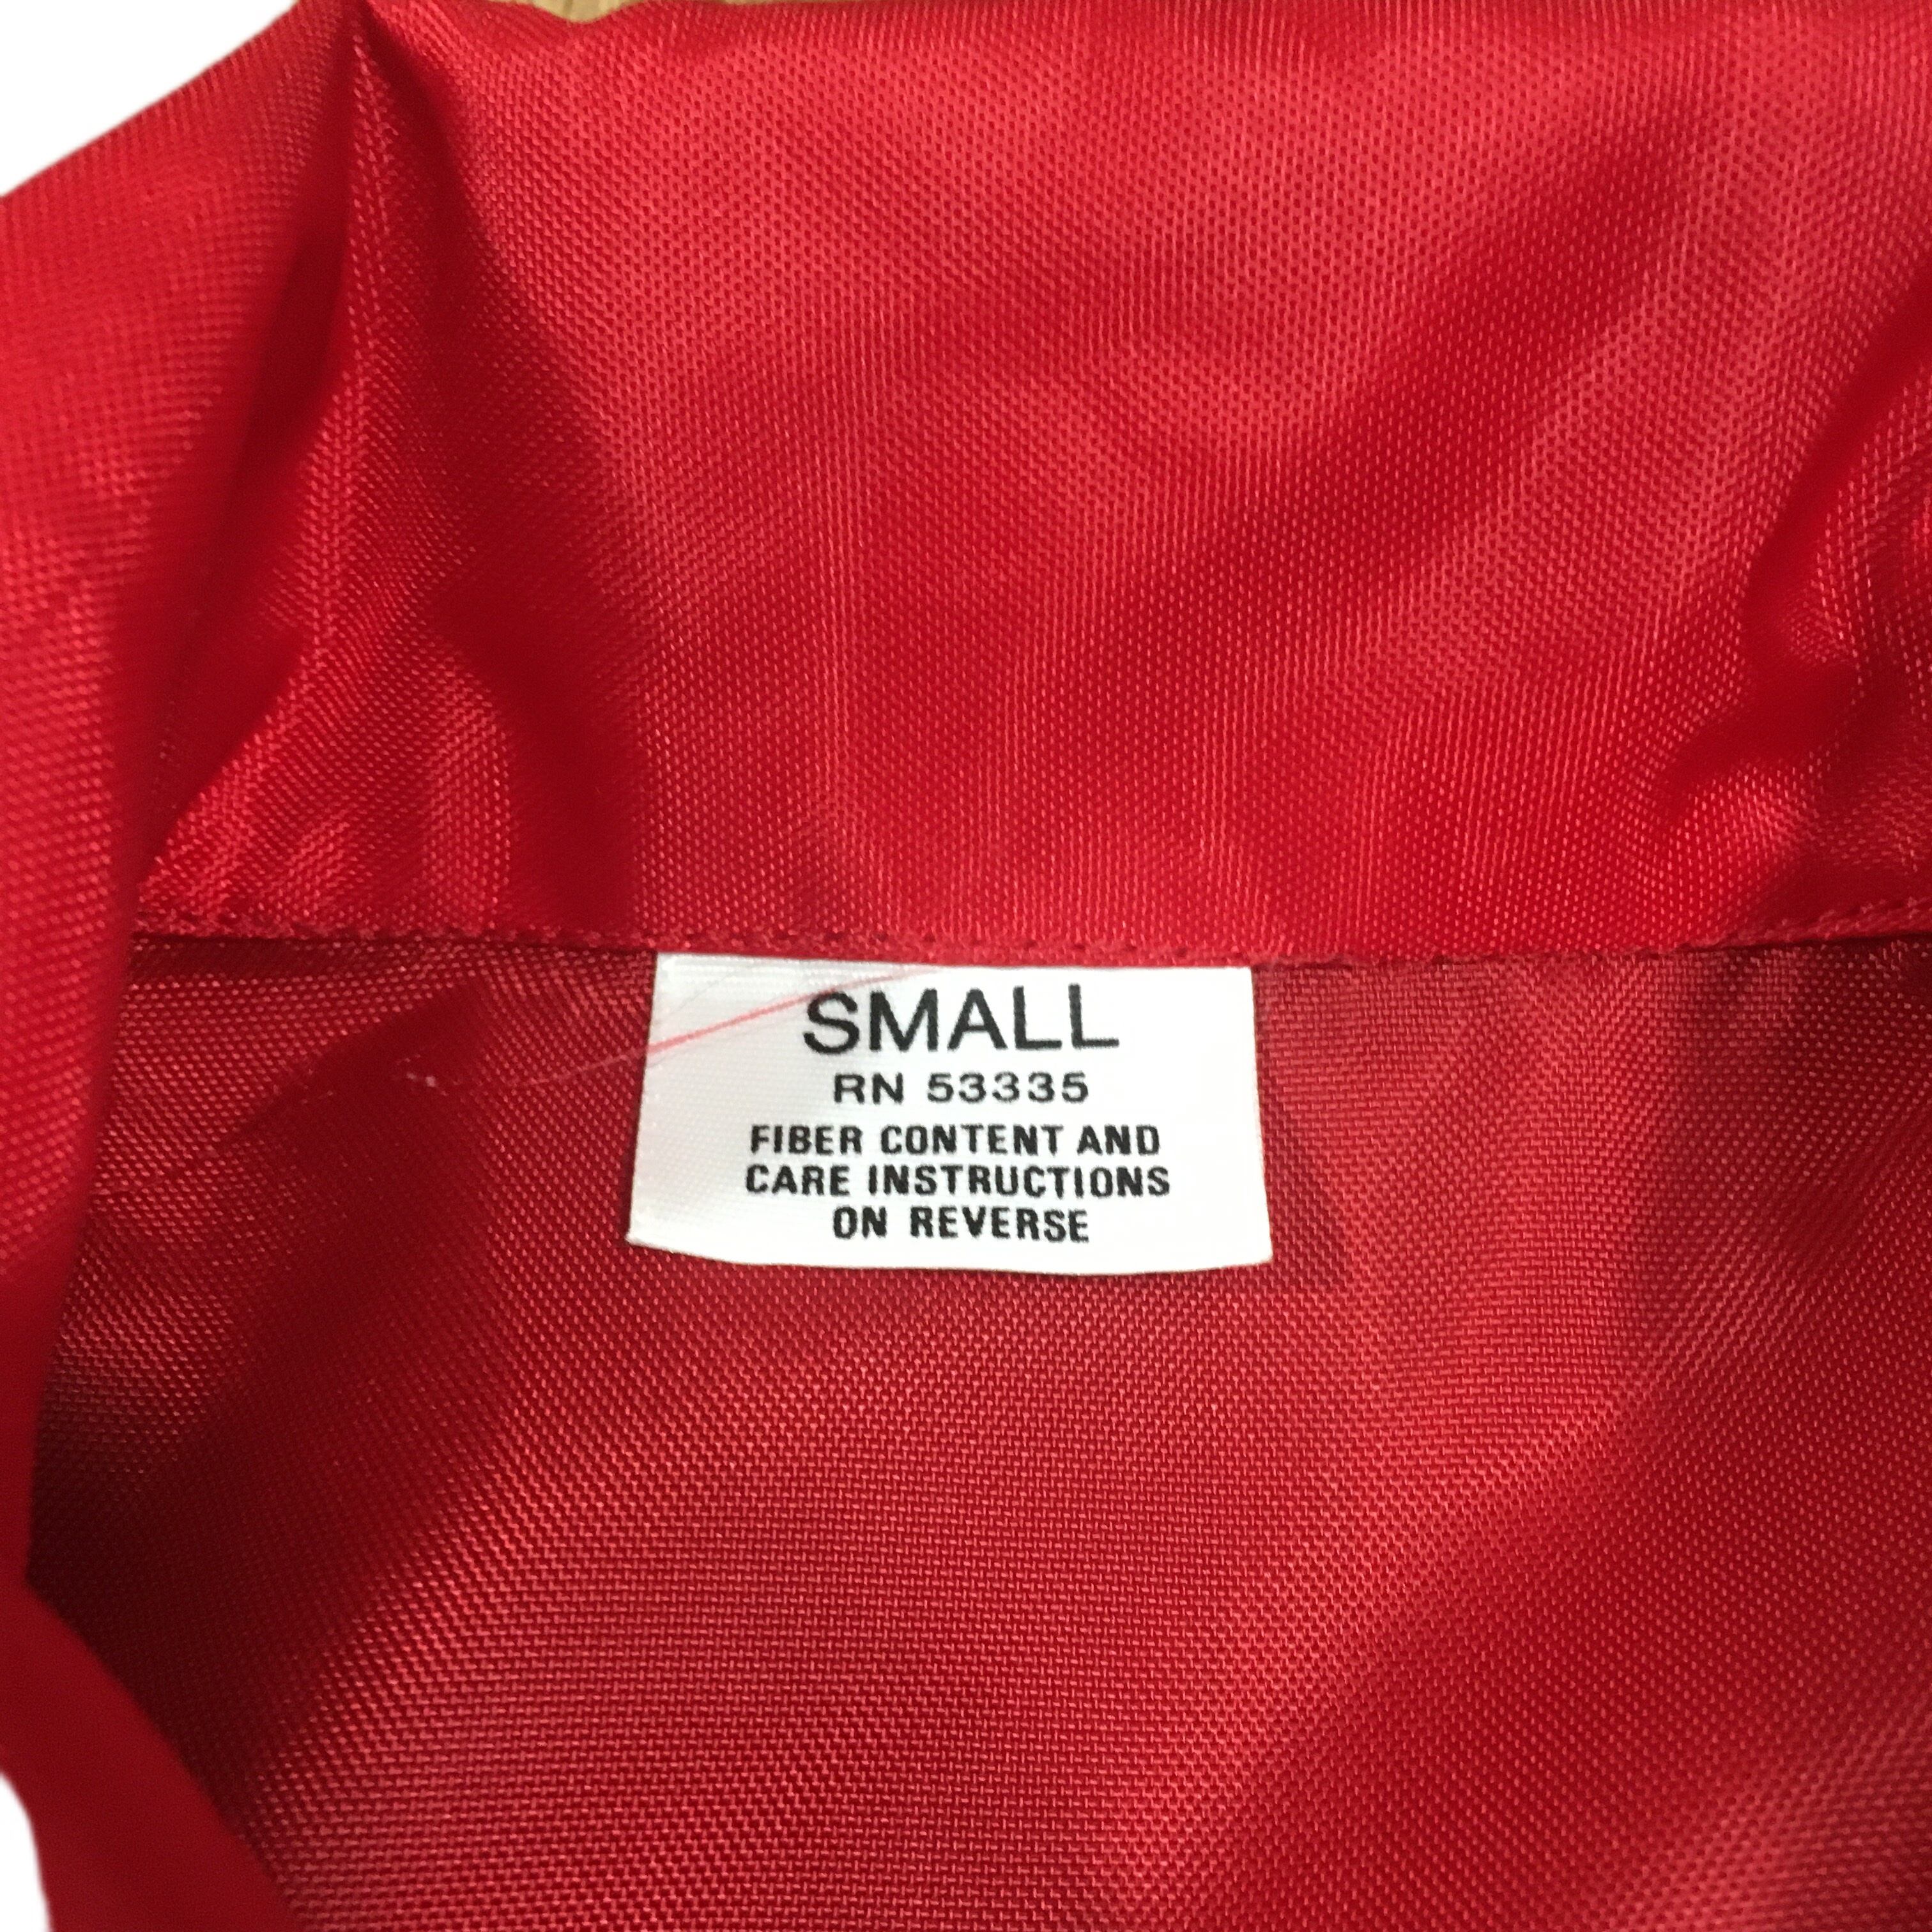 SMALL
RN 53335
FIBER CONTENT AND
CARE INSTRUCTIONS
ON REVERSE